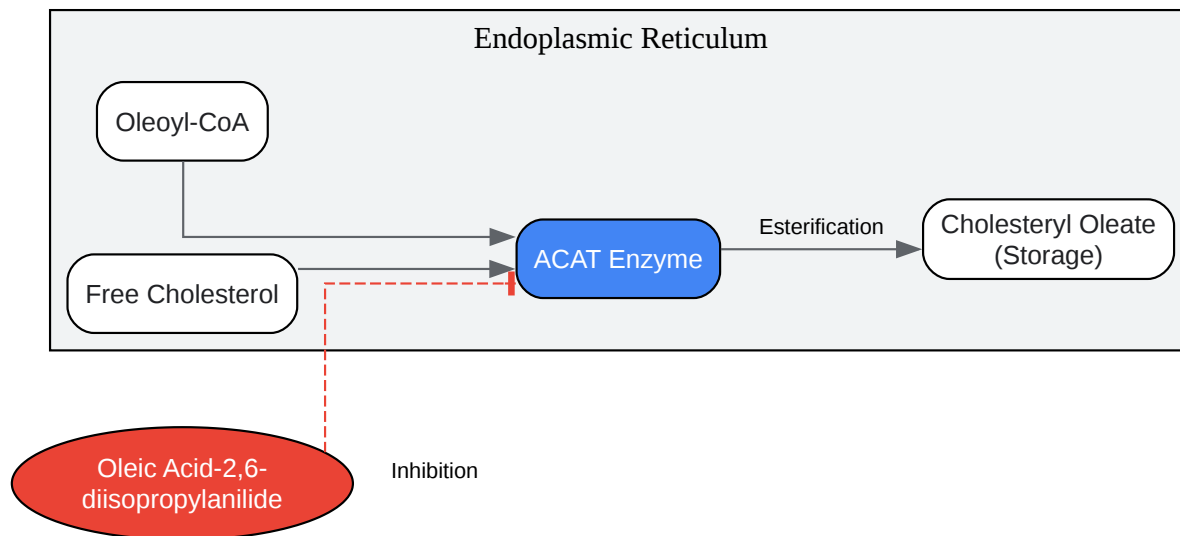 Endoplasmic Reticulum
Oleoyl-CoA
Free Cholesterol
ACAT Enzyme
Esterification
Cholesteryl Oleate
(Storage)
Oleic Acid-2,6-
diisopropylanilide
Inhibition